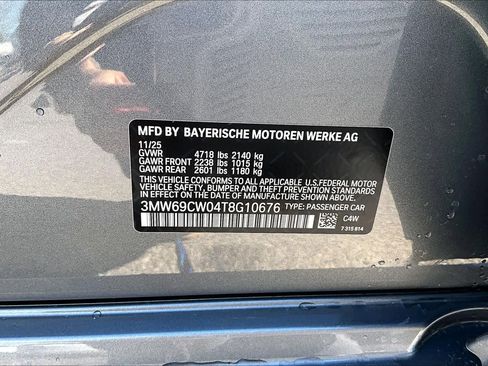 MFD BY BAYERISCHE MOTOREN WERKE AG
11/25
GVWR 4718 lbs 2140 kg
GAWR FRONT 2238 lbs 1015 kg
GAWR REAR 2601 lbs 1180 kg
THIS VEHICLE CONFORMS TO ALL APPLICABLE U.S.FEDERAL MOTOR
VEHICLE SAFETY, BUMPER AND THEFT PREVENTION STANDARDS
IN EFFECT ON THE DATE OF MANUFACTURE SHOWN ABOVE.
3MW69CW04T8G10676 TYPE: PASSENGER CAR
C4W
7 315 614